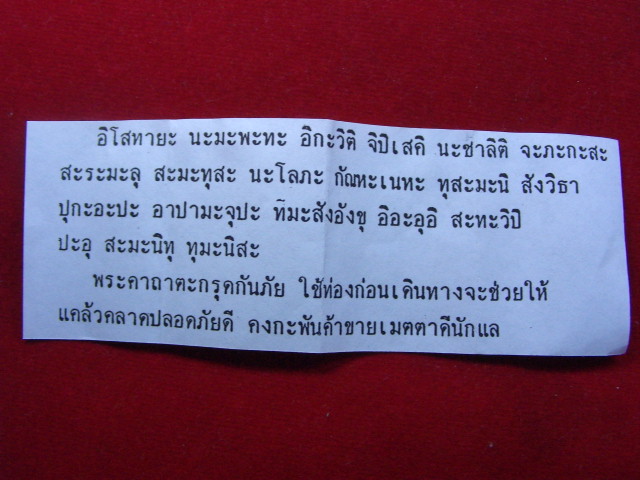 อิโสทายะ นะมะพะทะ อิกะวิติ จิปิเสคิ นะชาลิติ จะภะกะสะ
สะระมะลุ สะมะทุสะ นะโลภะ กัณหะเนหะ ทุสะมะนิ สังวิธา
ปุกะอะปะ อาปามะจุปะ ทีมะสังอังขุ อิอะอุอิ สะทะวิปิ
ปะอุ สะมะนิทุ ทุมะนิสะ
พระคาถาตะกรุดกันภัย ใช้ท่องก่อนเดินทางจะช่วยให้
แคล้วคลาดปลอดภัยดี คงกะพันค้าขายเมตตาดีนักแล